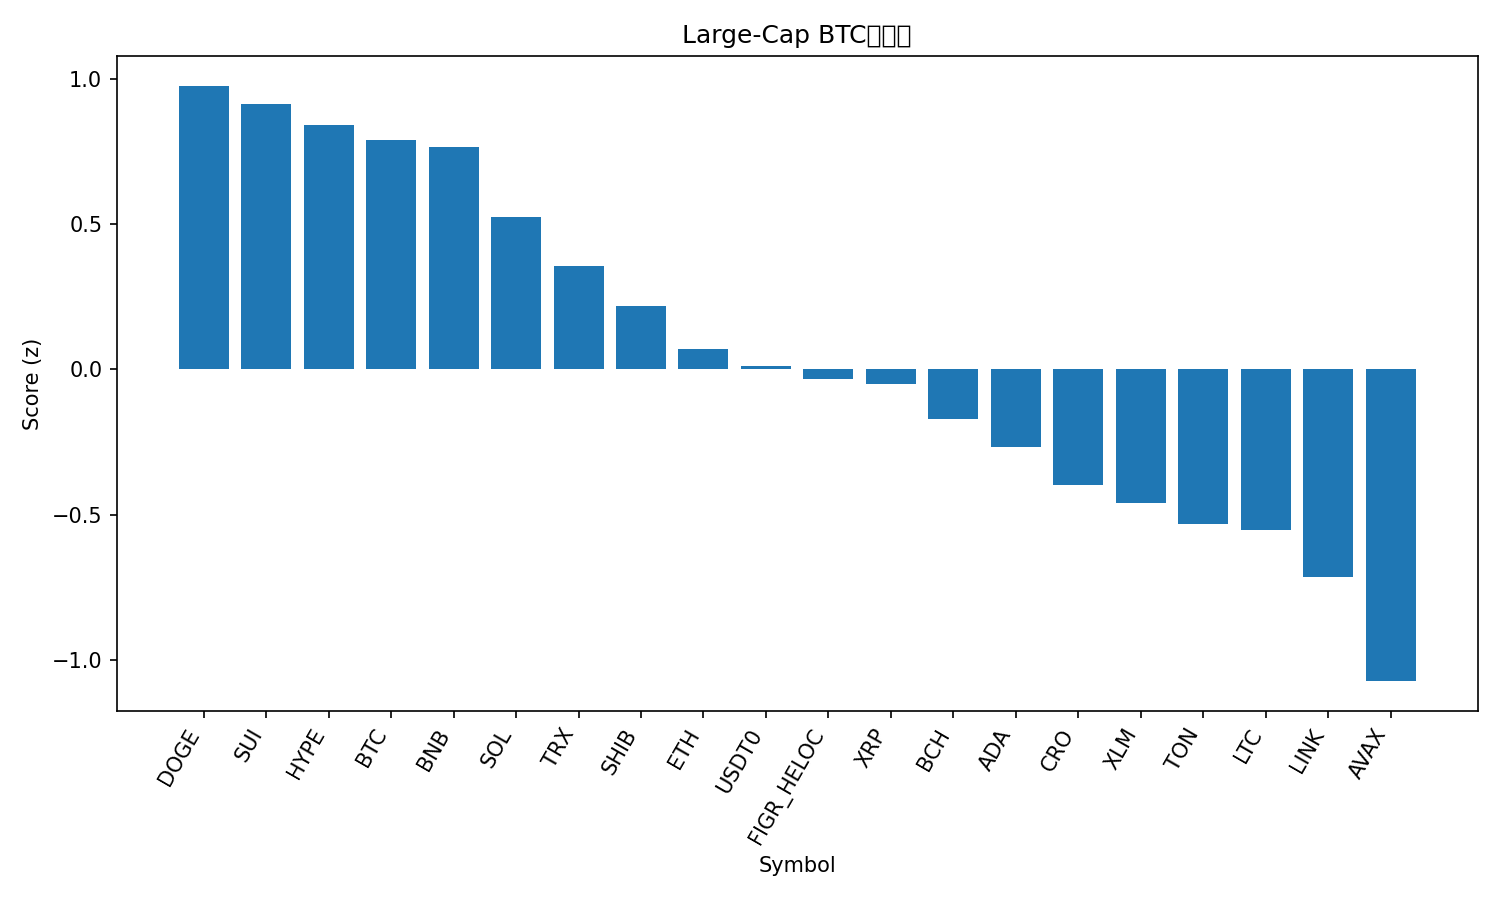 Large-Cap BTC
Score (z)
1.0
0.5
0.0
−0.5
−1.0
DOGE
SUI
HYPE
BTC
BNB
SOL
TRX
SHIB
ETH
USDT0
FIGR_HELOC
XRP
BCH
ADA
CRO
XLM
TON
LTC
LINK
AVAX
Symbol